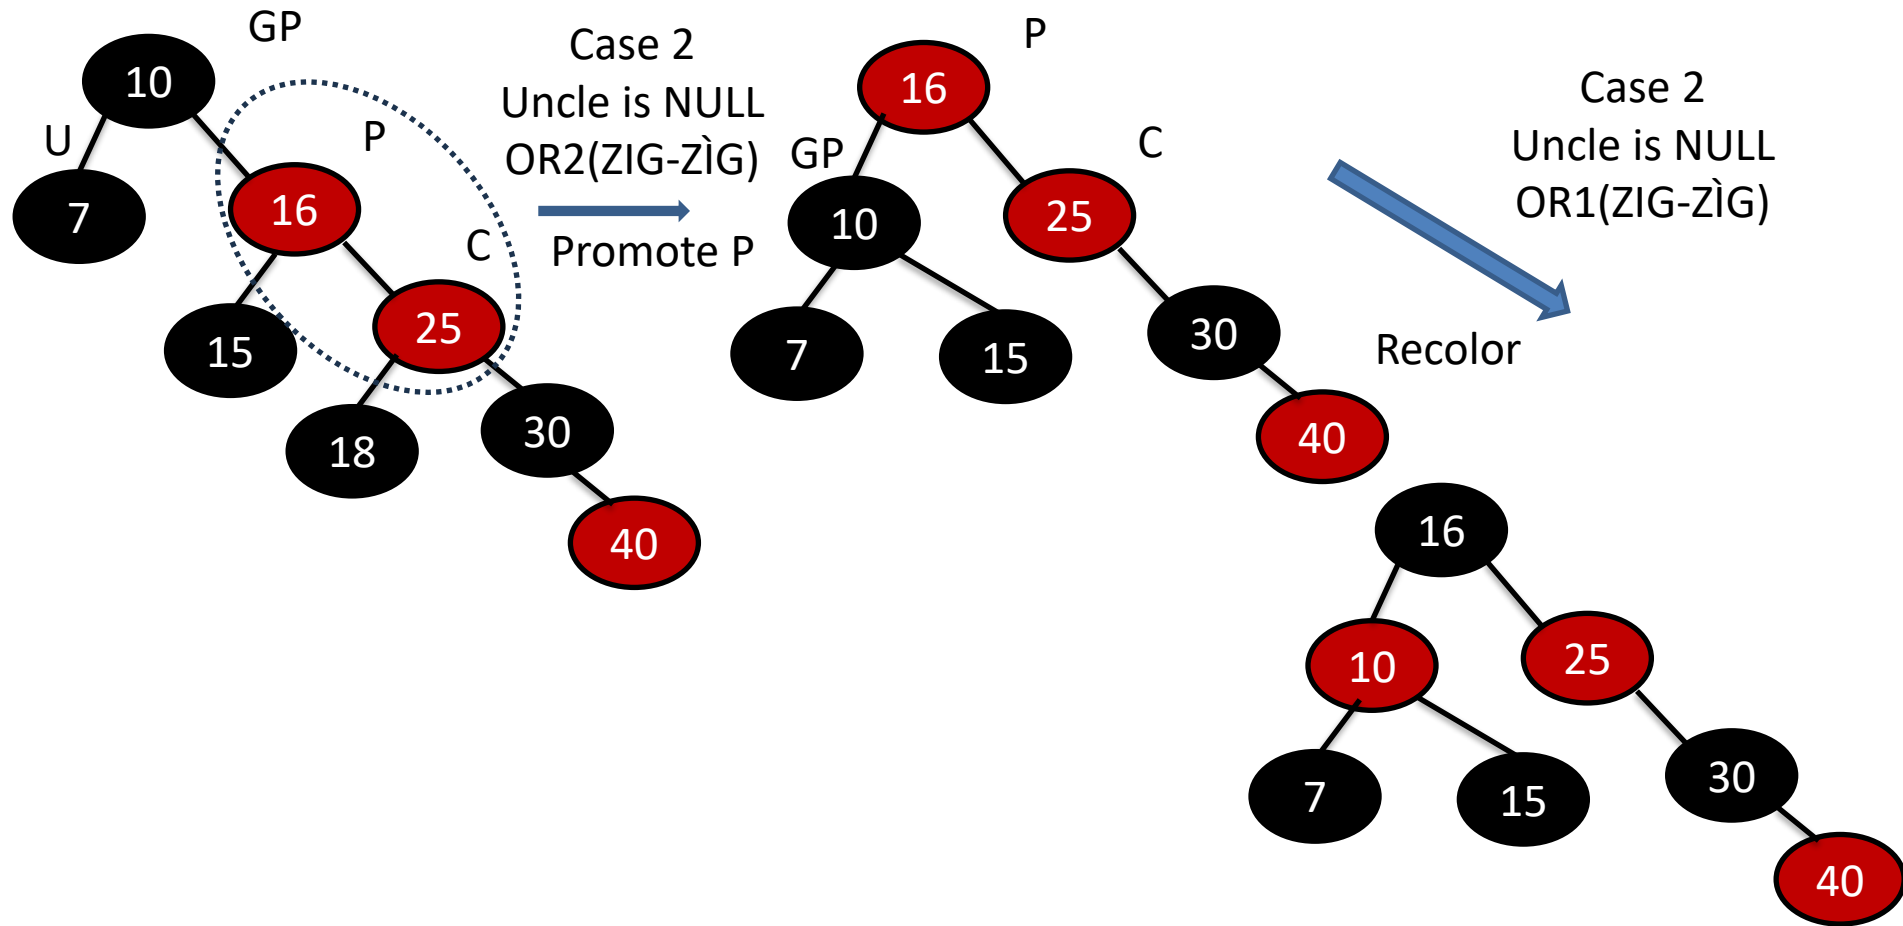 GP
10
U
P
7
16
C
15
25
18
30
40
Case 2
Uncle is NULL
OR2(ZIG-ZÌG)
Promote P
P
16
GP
C
10
25
7
15
30
40
Case 2
Uncle is NULL
OR1(ZIG-ZÌG)
Recolor
16
10
25
7
15
30
40